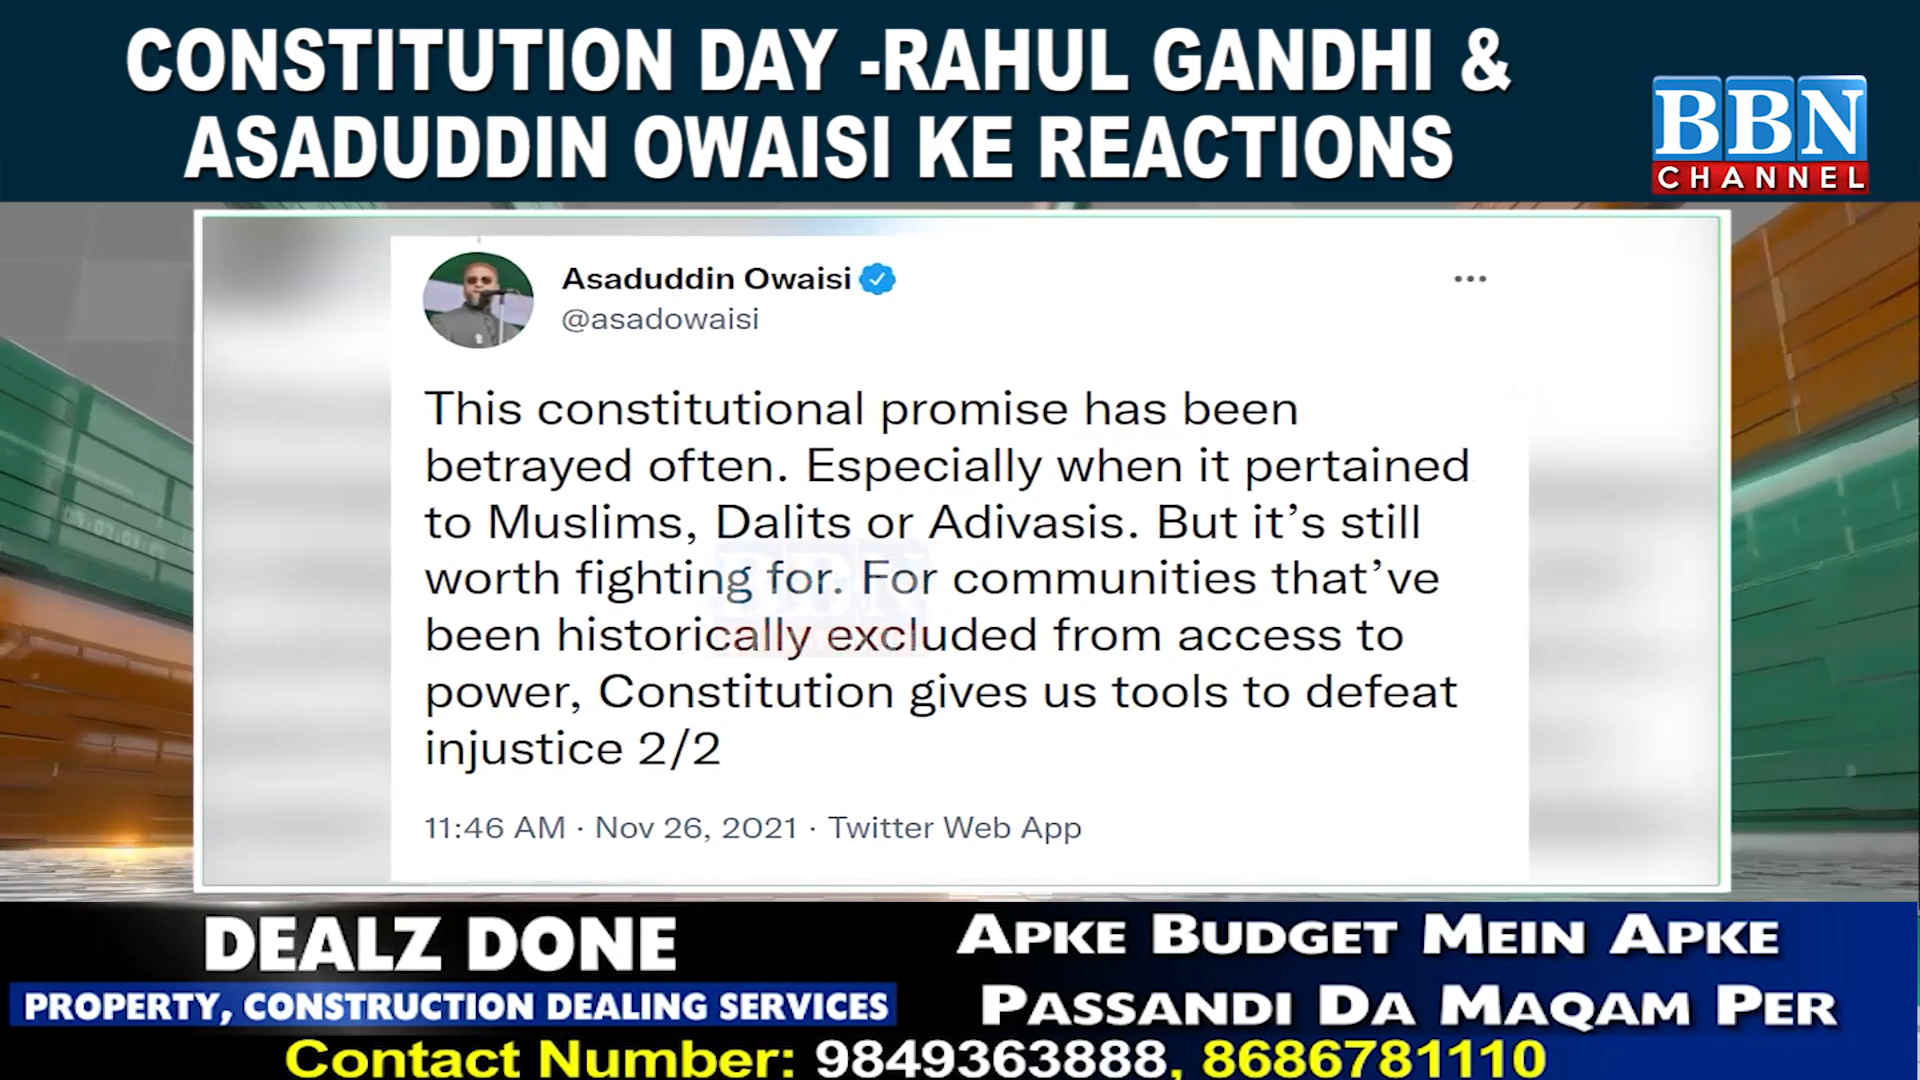 CONSTITUTION DAY -RAHUL GANDHI &
ASADUDDIN OWAISI KE REACTIONS
BBN
CHANNEL
Asaduddin Owaisi
@asadowaisi
This constitutional promise has been
betrayed often. Especially when it pertained
to Muslims, Dalits or Adivasis. But it’s still
worth fighting for. For communities that’ve
been historically excluded from access to
power, Constitution gives us tools to defeat
injustice 2/2
11:46 AM · Nov 26, 2021 · Twitter Web App
BBN
DEALZ DONE
PROPERTY, CONSTRUCTION DEALING SERVICES
APKE BUDGET MEIN APKE
PASSANDI DA MAQAM PER
Contact Number: 9849363888, 8686781110